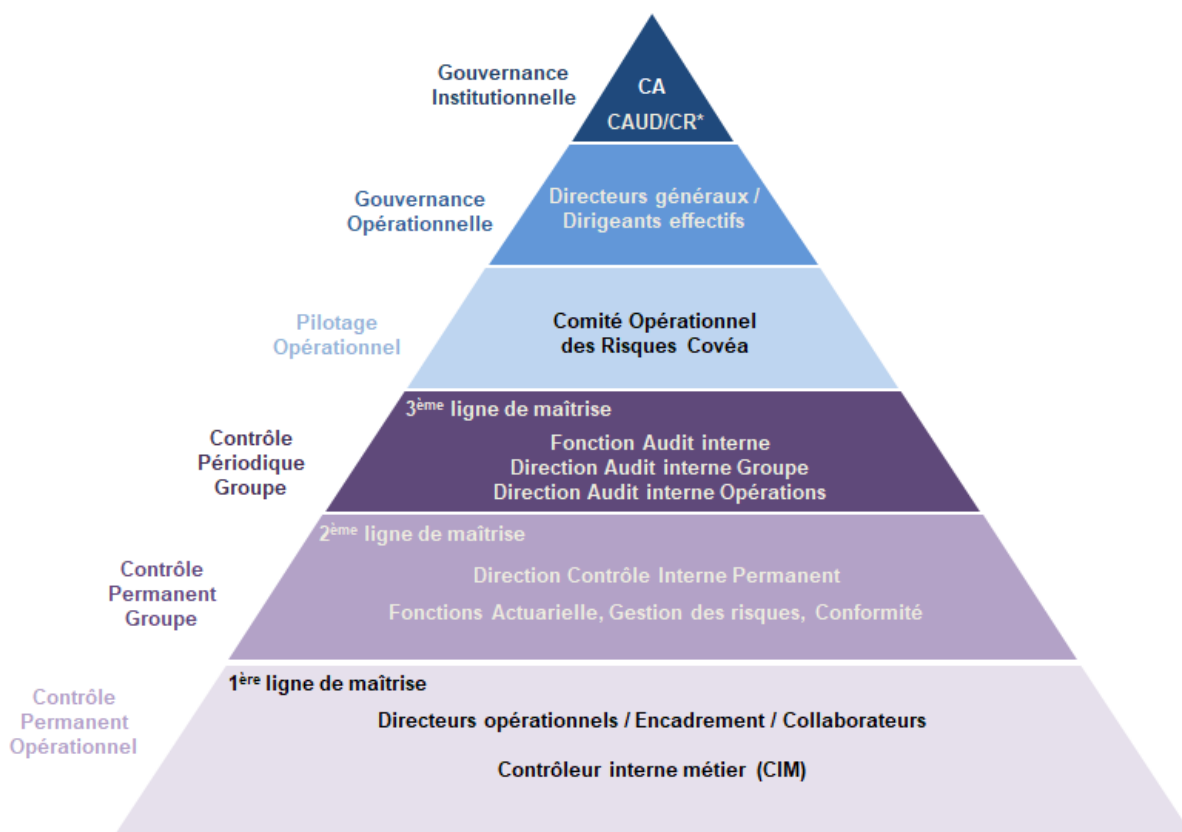 Gouvernance
Institutionnelle
CA
CAUD/CR*
Gouvernance
Opérationnelle
Directeurs généraux /
Dirigeants effectifs
Pilotage
Opérationnel
Comité Opérationnel
des Risques Covéa
Contrôle
Périodique
Groupe
3ème ligne de maîtrise
Fonction Audit interne
Direction Audit interne Groupe
Direction Audit interne Opérations
Contrôle
Permanent
Groupe
2ème ligne de maîtrise
Direction Contrôle Interne Permanent
Fonctions Actuarielle, Gestion des risques, Conformité
Contrôle
Permanent
Opérationnel
1ère ligne de maîtrise
Directeurs opérationnels / Encadrement / Collaborateurs
Contrôleur interne métier (CIM)